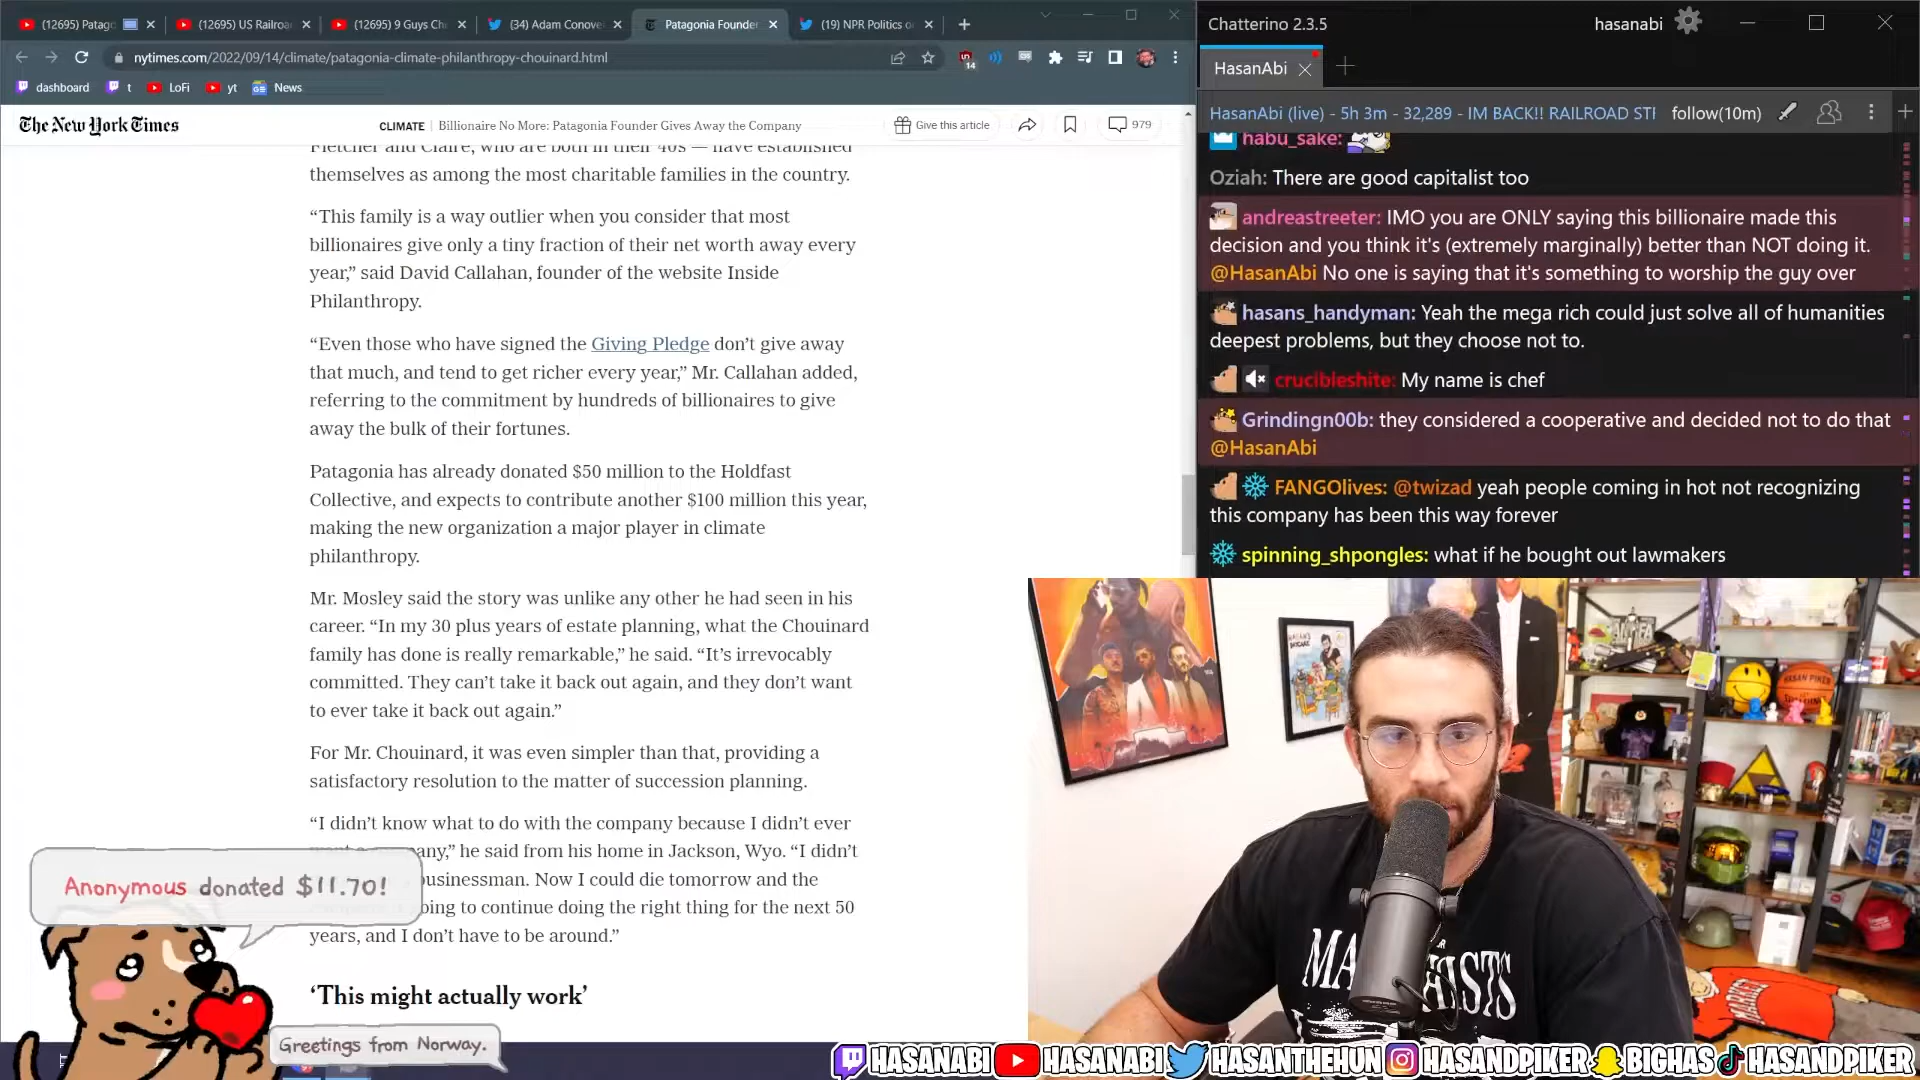 (12695) Patag
(12695) US Railroa
(12695) 9 Guys Ch
(34) Adam Conove
Patagonia Founder
(19) NPR Politics o
nytimes.com/2022/09/14/climate/patagonia-climate-philanthropy-chouinard.html
14
dashboard
t
LoFi
yt
News
The New York Times
CLIMATE | Billionaire No More: Patagonia Founder Gives Away the Company
Give this article
979
Fletcher and Claire, who are both in their 40s — have established
themselves as among the most charitable families in the country.
“This family is a way outlier when you consider that most
billionaires give only a tiny fraction of their net worth away every
year,” said David Callahan, founder of the website Inside
Philanthropy.
“Even those who have signed the Giving Pledge don’t give away
that much, and tend to get richer every year,” Mr. Callahan added,
referring to the commitment by hundreds of billionaires to give
away the bulk of their fortunes.
Patagonia has already donated $50 million to the Holdfast
Collective, and expects to contribute another $100 million this year,
making the new organization a major player in climate
philanthropy.
Mr. Mosley said the story was unlike any other he had seen in his
career. “In my 30 plus years of estate planning, what the Chouinard
family has done is really remarkable,” he said. “It’s irrevocably
committed. They can’t take it back out again, and they don’t want
to ever take it back out again.”
For Mr. Chouinard, it was even simpler than that, providing a
satisfactory resolution to the matter of succession planning.
“I didn’t know what to do with the company because I didn’t ever
any,” he said from his home in Jackson, Wyo. “I didn’t
businessman. Now I could die tomorrow and the
oing to continue doing the right thing for the next 50
years, and I don’t have to be around.”
‘This might actually work’
Anonymous donated $11.70!
Greetings from Norway.
Chatterino 2.3.5
hasanabi
HasanAbi
HasanAbi (live) - 5h 3m - 32,289 - IM BACK!! RAILROAD STI
follow(10m)
habu_sake:
Oziah: There are good capitalist too
andreastreeter: IMO you are ONLY saying this billionaire made this
decision and you think it's (extremely marginally) better than NOT doing it.
@HasanAbi No one is saying that it's something to worship the guy over
hasans_handyman: Yeah the mega rich could just solve all of humanities
deepest problems, but they choose not to.
crucibleshite: My name is chef
Grindingn00b: they considered a cooperative and decided not to do that
@HasanAbi
FANGOlives: @twizad yeah people coming in hot not recognizing
this company has been this way forever
spinning_shpongles: what if he bought out lawmakers
HASAN PIKER
HASANABI
HASANABI
HASANTHEHUN
HASANDPIKER
BIGHAS
HASANDPIKER